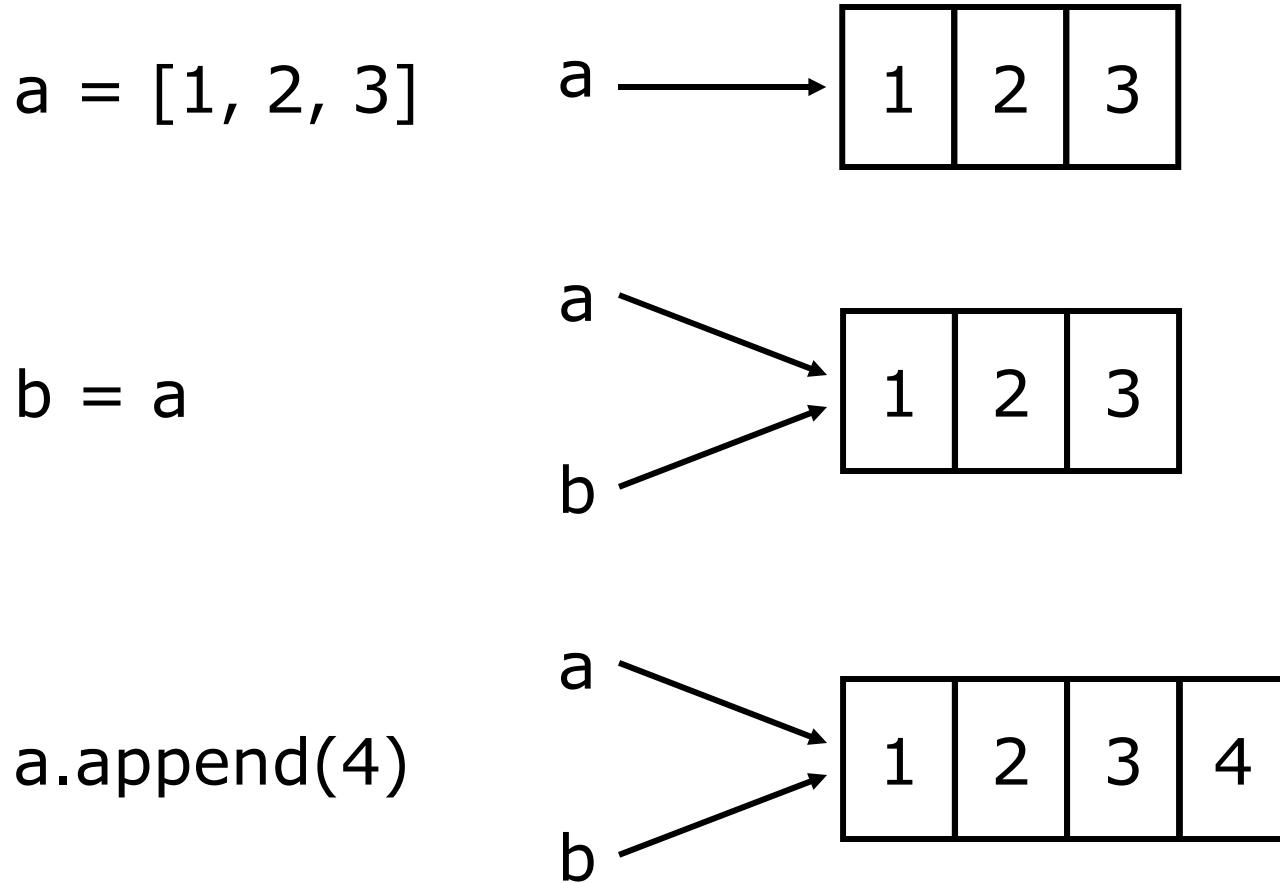 a = [1, 2, 3]
a
1 2 3
b = a
a
b
1 2 3
a.append(4)
a
b
1 2 3 4